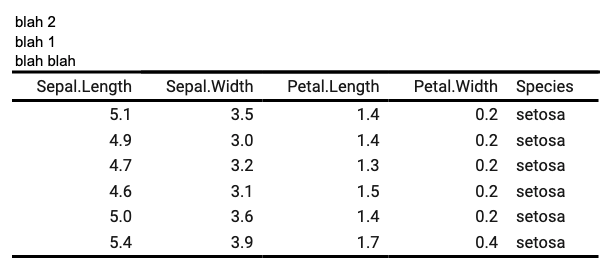 blah 2
blah 1
blah blah
Sepal.Length Sepal.Width Petal.Length Petal.Width Species
5.1 3.5 1.4 0.2 setosa
4.9 3.0 1.4 0.2 setosa
4.7 3.2 1.3 0.2 setosa
4.6 3.1 1.5 0.2 setosa
5.0 3.6 1.4 0.2 setosa
5.4 3.9 1.7 0.4 setosa